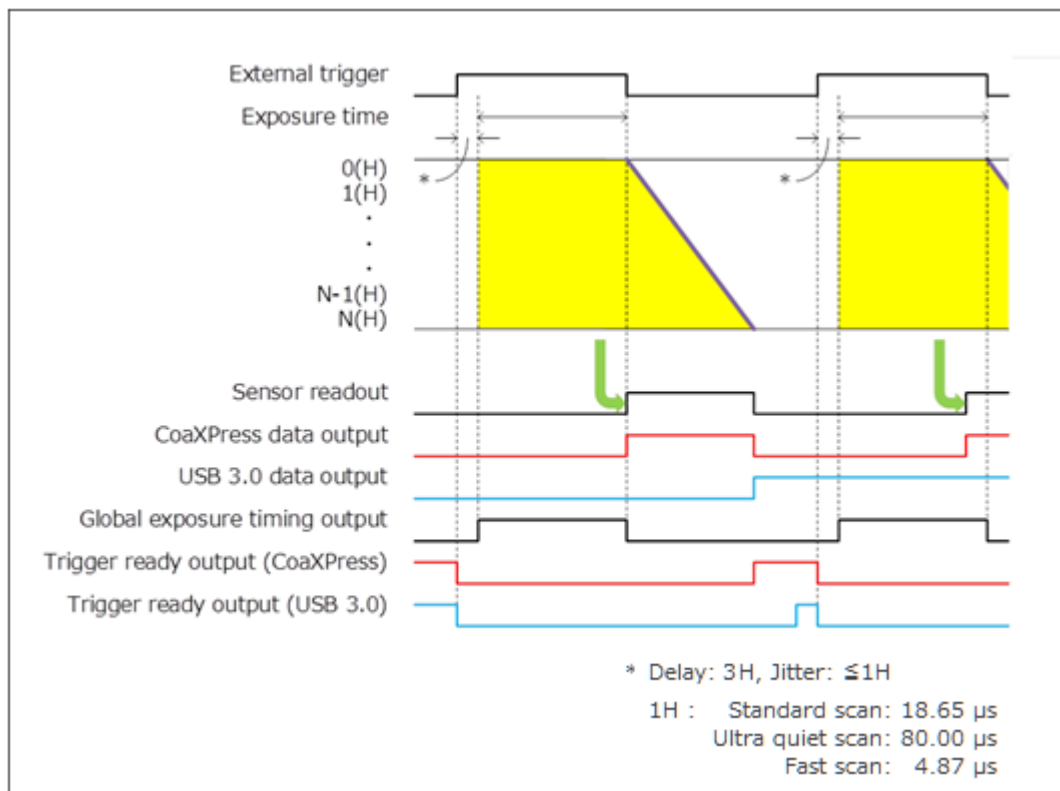 External trigger
Exposure time
*
*
0(H)
1(H)
.
.
.
N-1(H)
N(H)
Sensor readout
CoaXPress data output
USB 3.0 data output
Global exposure timing output
Trigger ready output (CoaXPress)
Trigger ready output (USB 3.0)
* Delay: 3H, Jitter: ≦1H
1H : Standard scan: 18.65 µs
Ultra quiet scan: 80.00 µs
Fast scan: 4.87 µs